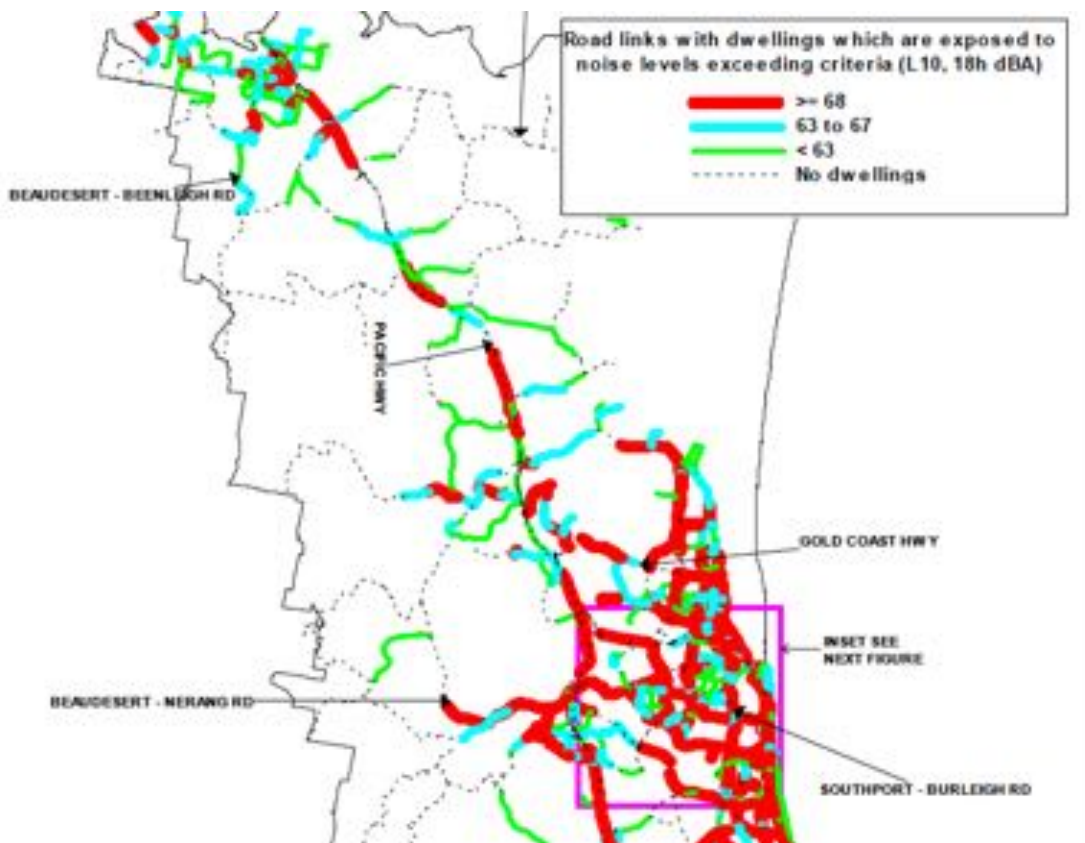 Road links with dwellings which are exposed to
noise levels exceeding criteria (L10, 18h dBA)
>= 68
63 to 67
< 63
No dwellings
BEAUDESERT - BEENLEIGH RD
PACIFIC HWY
GOLD COAST HWY
INSET SEE
NEXT FIGURE
BEAUDESERT - NERANG RD
SOUTHPORT - BURLEIGH RD